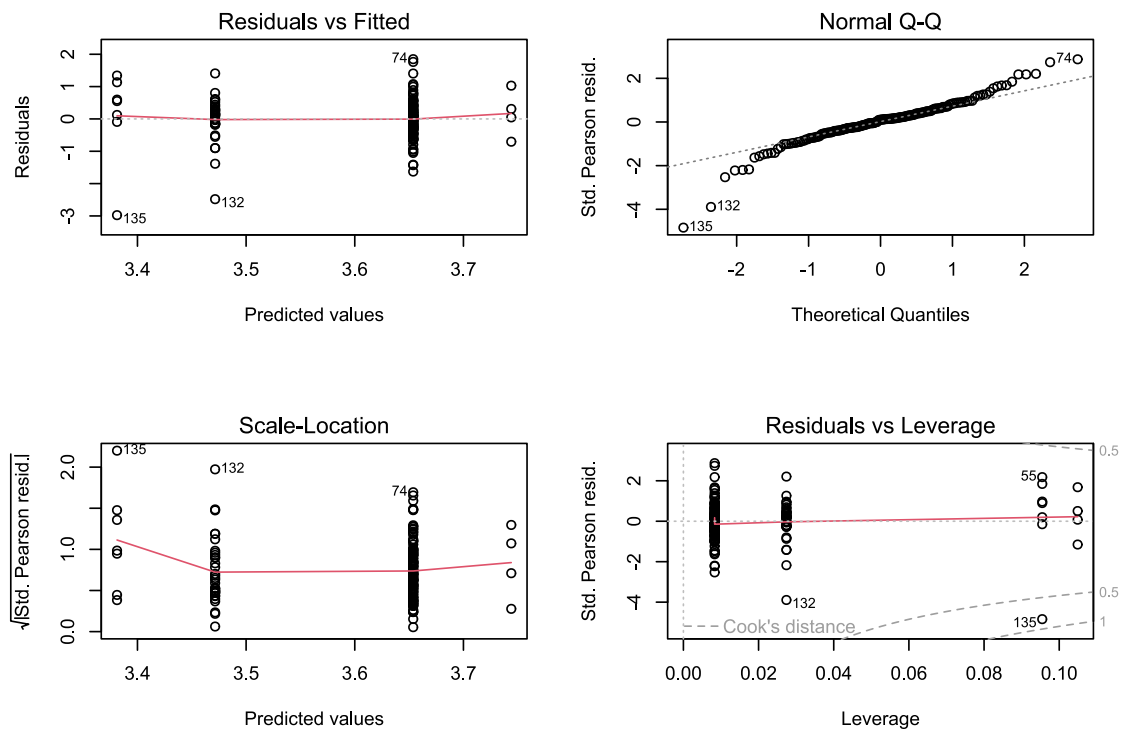 Residuals vs Fitted
Residuals
2
1
0
-1
-3
74
132
135
3.4 3.5 3.6 3.7
Predicted values
Normal Q-Q
Std. Pearson resid.
2
0
-2
-4
74
132
135
-2 -1 0 1 2
Theoretical Quantiles
Scale-Location
√|Std. Pearson resid.|
2.0
1.0
0.0
135
132
74
3.4 3.5 3.6 3.7
Predicted values
Residuals vs Leverage
Std. Pearson resid.
2
0
-2
-4
0.5
55
132
0.5
135
1
Cook's distance
0.00 0.02 0.04 0.06 0.08 0.10
Leverage